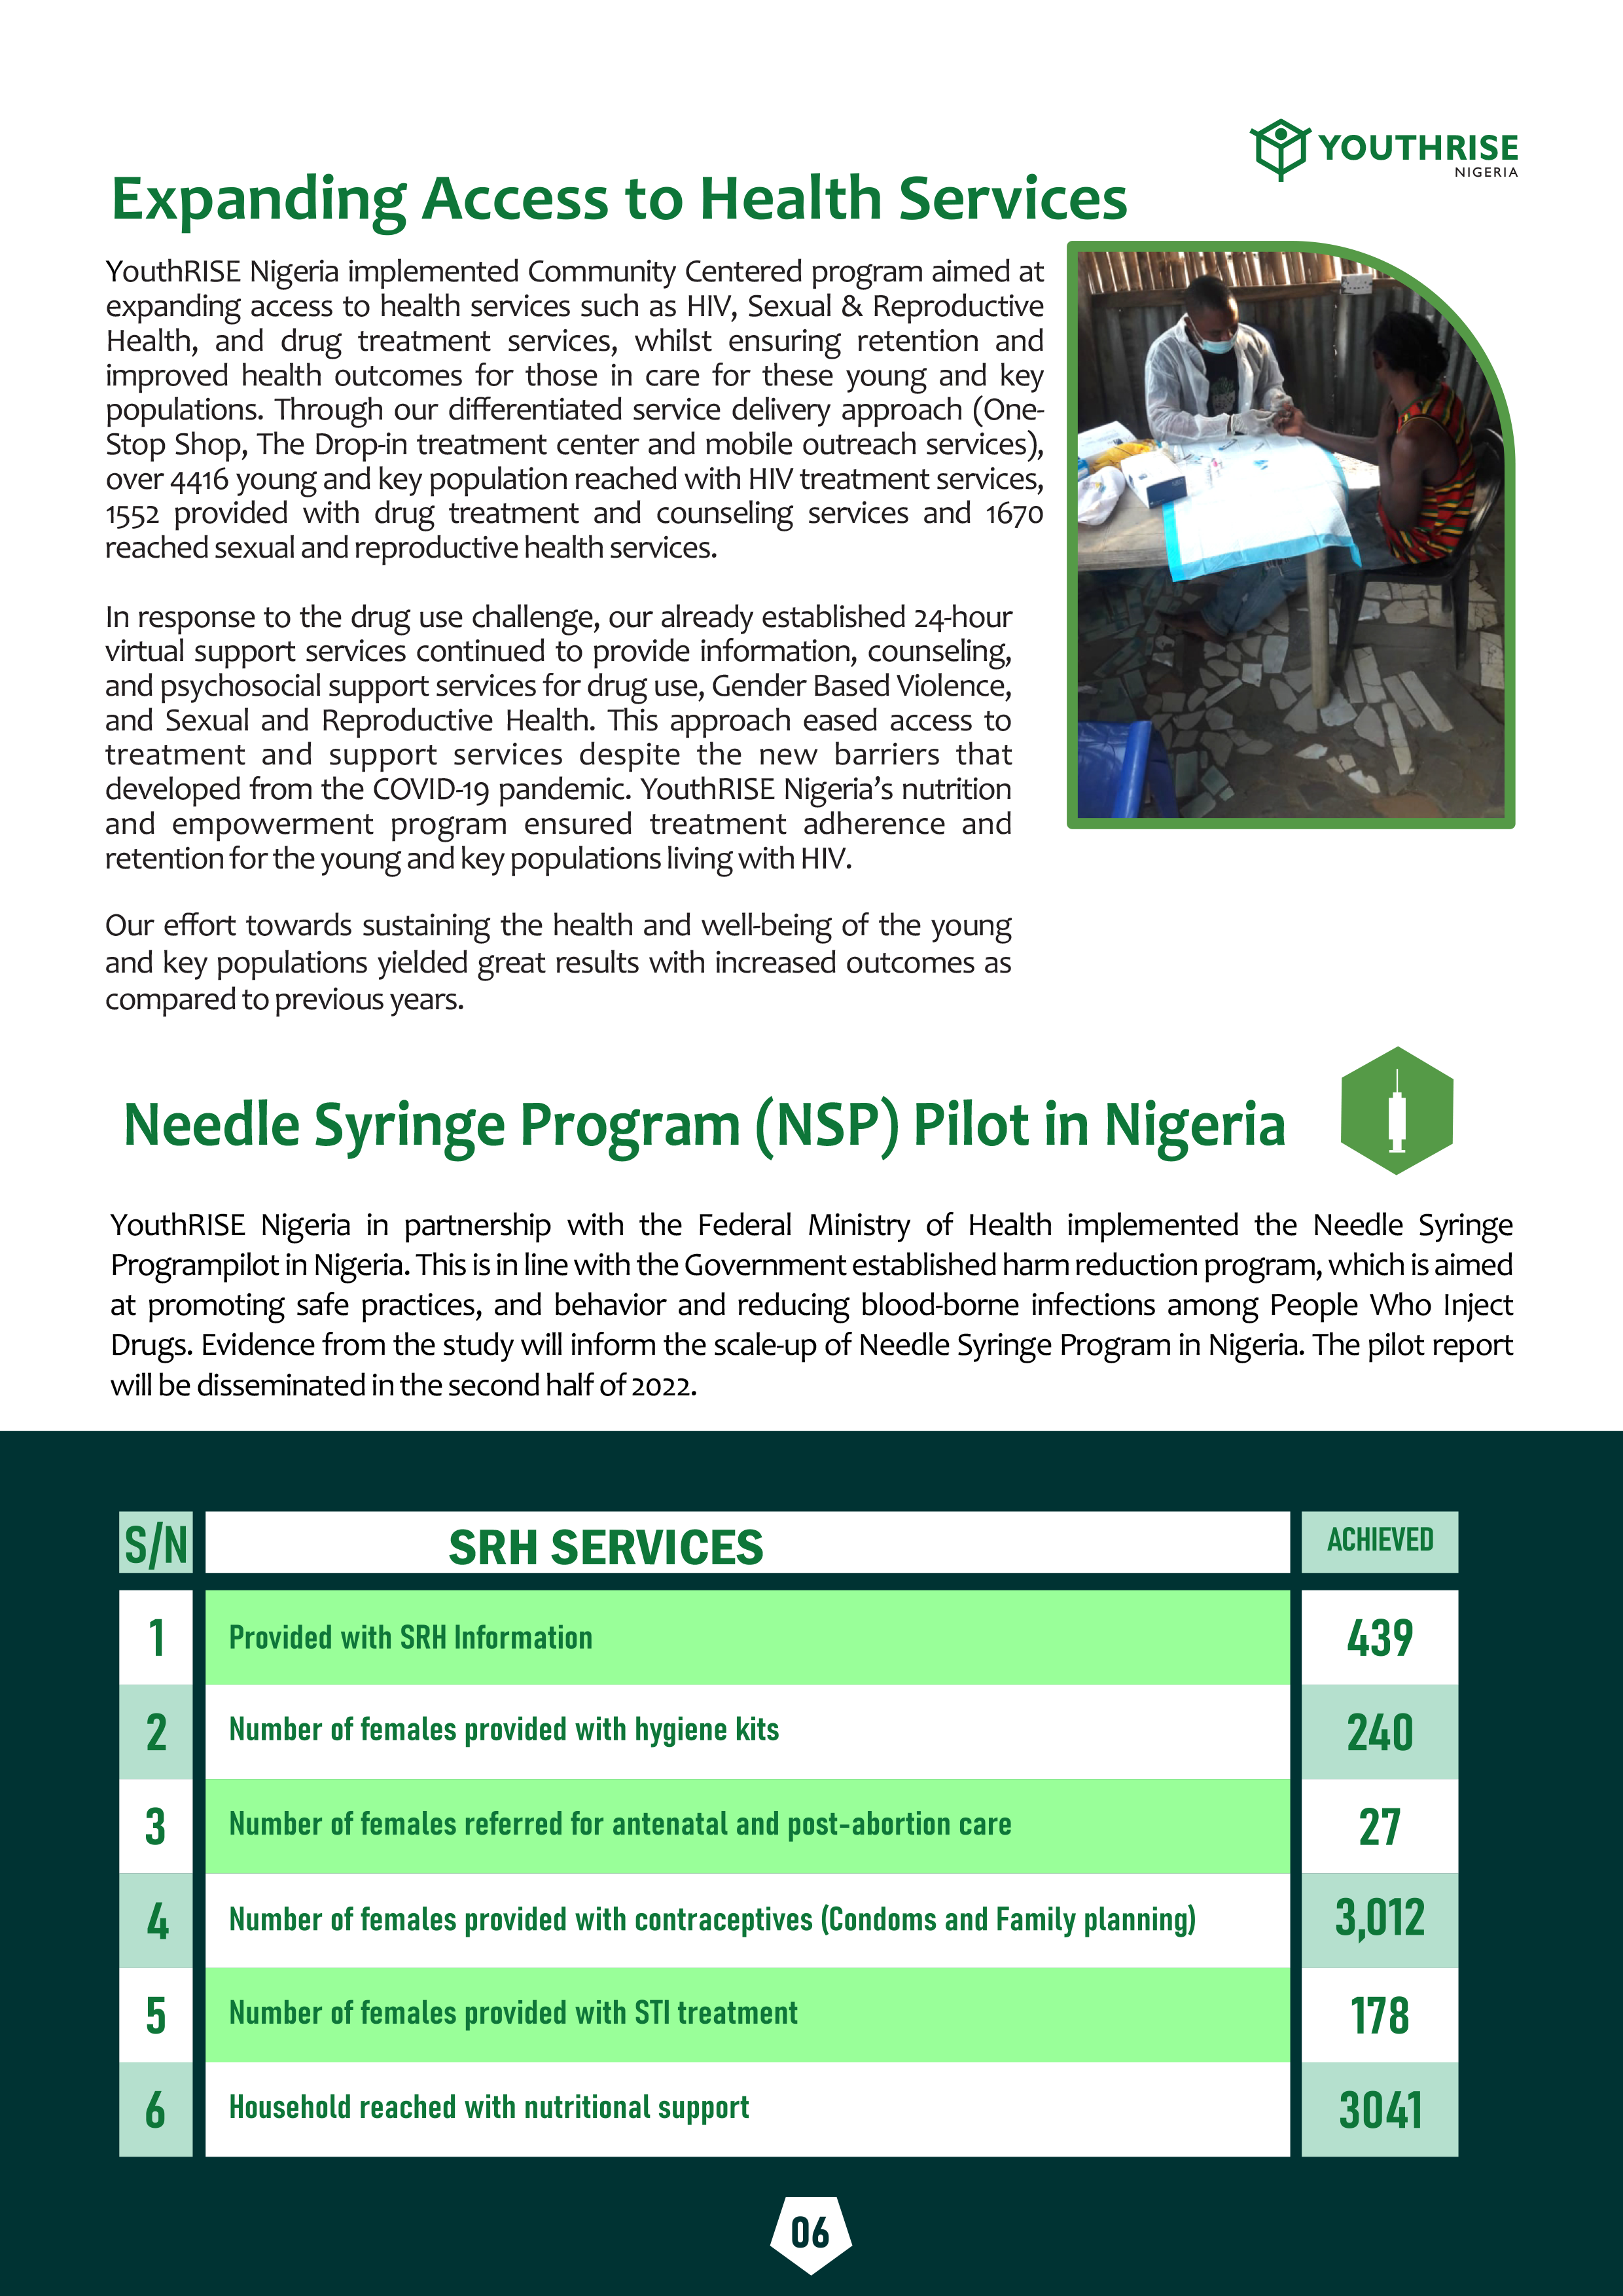 YOUTHRISE
NIGERIA
Expanding Access to Health Services
YouthRISE Nigeria implemented Community Centered program aimed at
expanding access to health services such as HIV, Sexual & Reproductive
Health, and drug treatment services, whilst ensuring retention and
improved health outcomes for those in care for these young and key
populations. Through our differentiated service delivery approach (One-
Stop Shop, The Drop-in treatment center and mobile outreach services),
over 4416 young and key population reached with HIV treatment services,
1552 provided with drug treatment and counseling services and 1670
reached sexual and reproductive health services.
In response to the drug use challenge, our already established 24-hour
virtual support services continued to provide information, counseling,
and psychosocial support services for drug use, Gender Based Violence,
and Sexual and Reproductive Health. This approach eased access to
treatment and support services despite the new barriers that
developed from the COVID-19 pandemic. YouthRISE Nigeria’s nutrition
and empowerment program ensured treatment adherence and
retention for the young and key populations living with HIV.
Our effort towards sustaining the health and well-being of the young
and key populations yielded great results with increased outcomes as
compared to previous years.
Needle Syringe Program (NSP) Pilot in Nigeria
YouthRISE Nigeria in partnership with the Federal Ministry of Health implemented the Needle Syringe
Programpilot in Nigeria. This is in line with the Government established harm reduction program, which is aimed
at promoting safe practices, and behavior and reducing blood-borne infections among People Who Inject
Drugs. Evidence from the study will inform the scale-up of Needle Syringe Program in Nigeria. The pilot report
will be disseminated in the second half of 2022.
S/N SRH SERVICES ACHIEVED
1 Provided with SRH Information 439
2 Number of females provided with hygiene kits 240
3 Number of females referred for antenatal and post-abortion care 27
4 Number of females provided with contraceptives (Condoms and Family planning) 3,012
5 Number of females provided with STI treatment 178
6 Household reached with nutritional support 3041
06